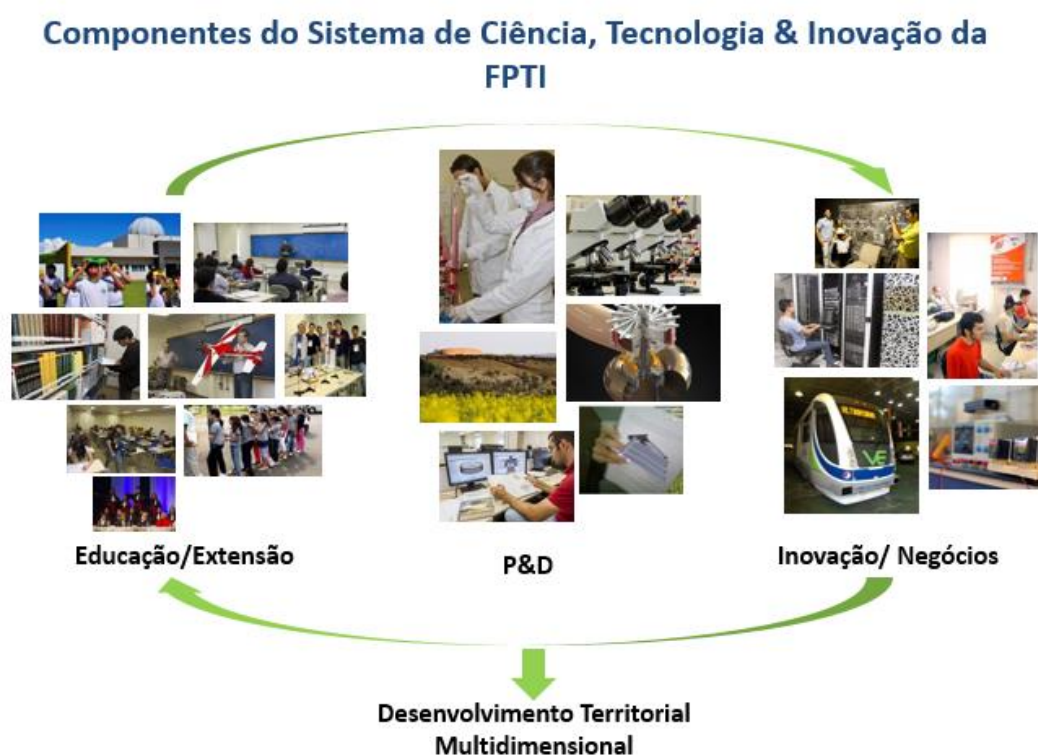 Componentes do Sistema de Ciência, Tecnologia & Inovação da
FPTI
Educação/Extensão
P&D
Inovação/ Negócios
Desenvolvimento Territorial
Multidimensional